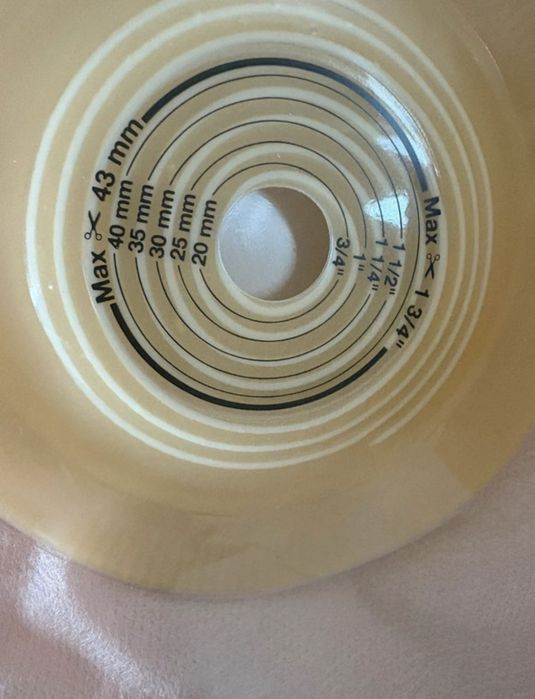 Max ✂ 43 mm
40 mm
35 mm
30 mm
25 mm
20 mm
3/4"
1"
1 1/4"
1 1/2"
Max ✂ 1 3/4"